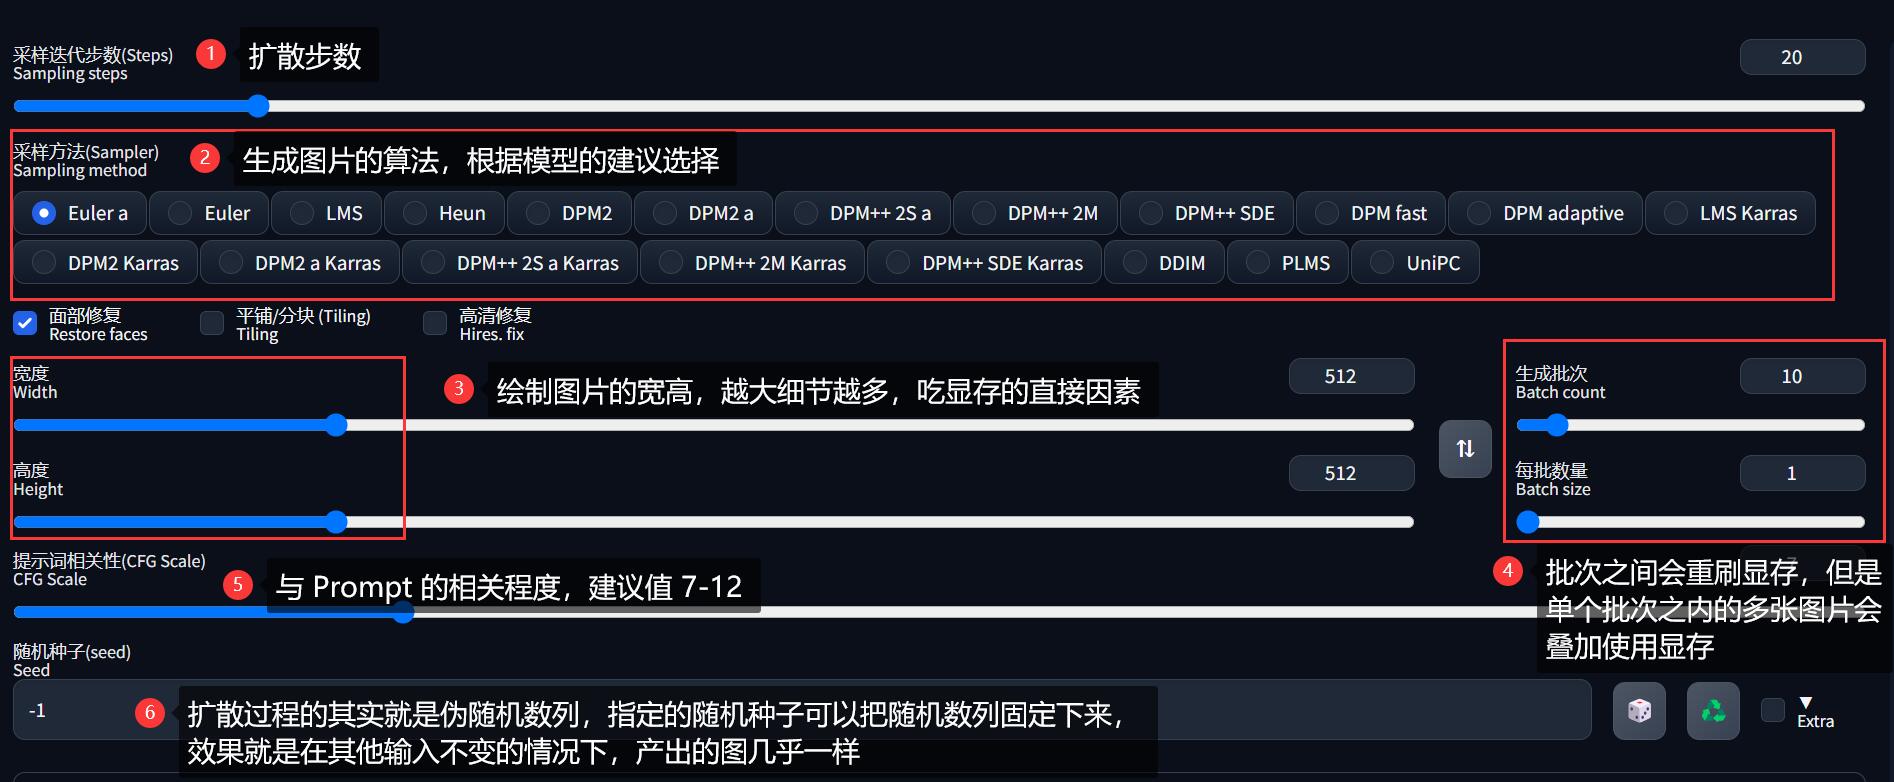 采样迭代步数(Steps)
Sampling steps
1
扩散步数
20
采样方法(Sampler)
Sampling method
2
生成图片的算法，根据模型的建议选择
Euler a
Euler
LMS
Heun
DPM2
DPM2 a
DPM++ 2S a
DPM++ 2M
DPM++ SDE
DPM fast
DPM adaptive
LMS Karras
DPM2 Karras
DPM2 a Karras
DPM++ 2S a Karras
DPM++ 2M Karras
DPM++ SDE Karras
DDIM
PLMS
UniPC
面部修复
Restore faces
平铺/分块 (Tiling)
Tiling
高清修复
Hires. fix
宽度
Width
3
绘制图片的宽高，越大细节越多，吃显存的直接因素
512
高度
Height
512
生成批次
Batch count
10
每批数量
Batch size
1
4
批次之间会重刷显存，但是
单个批次之内的多张图片会
叠加使用显存
提示词相关性(CFG Scale)
CFG Scale
5
与 Prompt 的相关程度，建议值 7-12
随机种子(seed)
Seed
-1
6
扩散过程的其实就是伪随机数列，指定的随机种子可以把随机数列固定下来，
效果就是在其他输入不变的情况下，产出的图几乎一样
▼
Extra